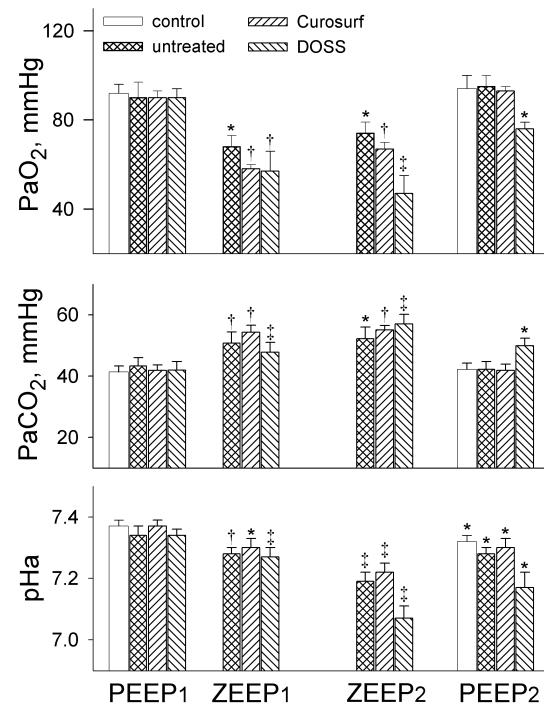 control Curosurf
untreated DOSS
120
80
40
PaO2, mmHg
* † †
* † ‡
*
60
40
20
PaCO2, mmHg
† † ‡
* † ‡
*
7.4
7.2
7.0
pHa
† * ‡
‡ ‡ ‡
* * * *
PEEP1 ZEEP1 ZEEP2 PEEP2